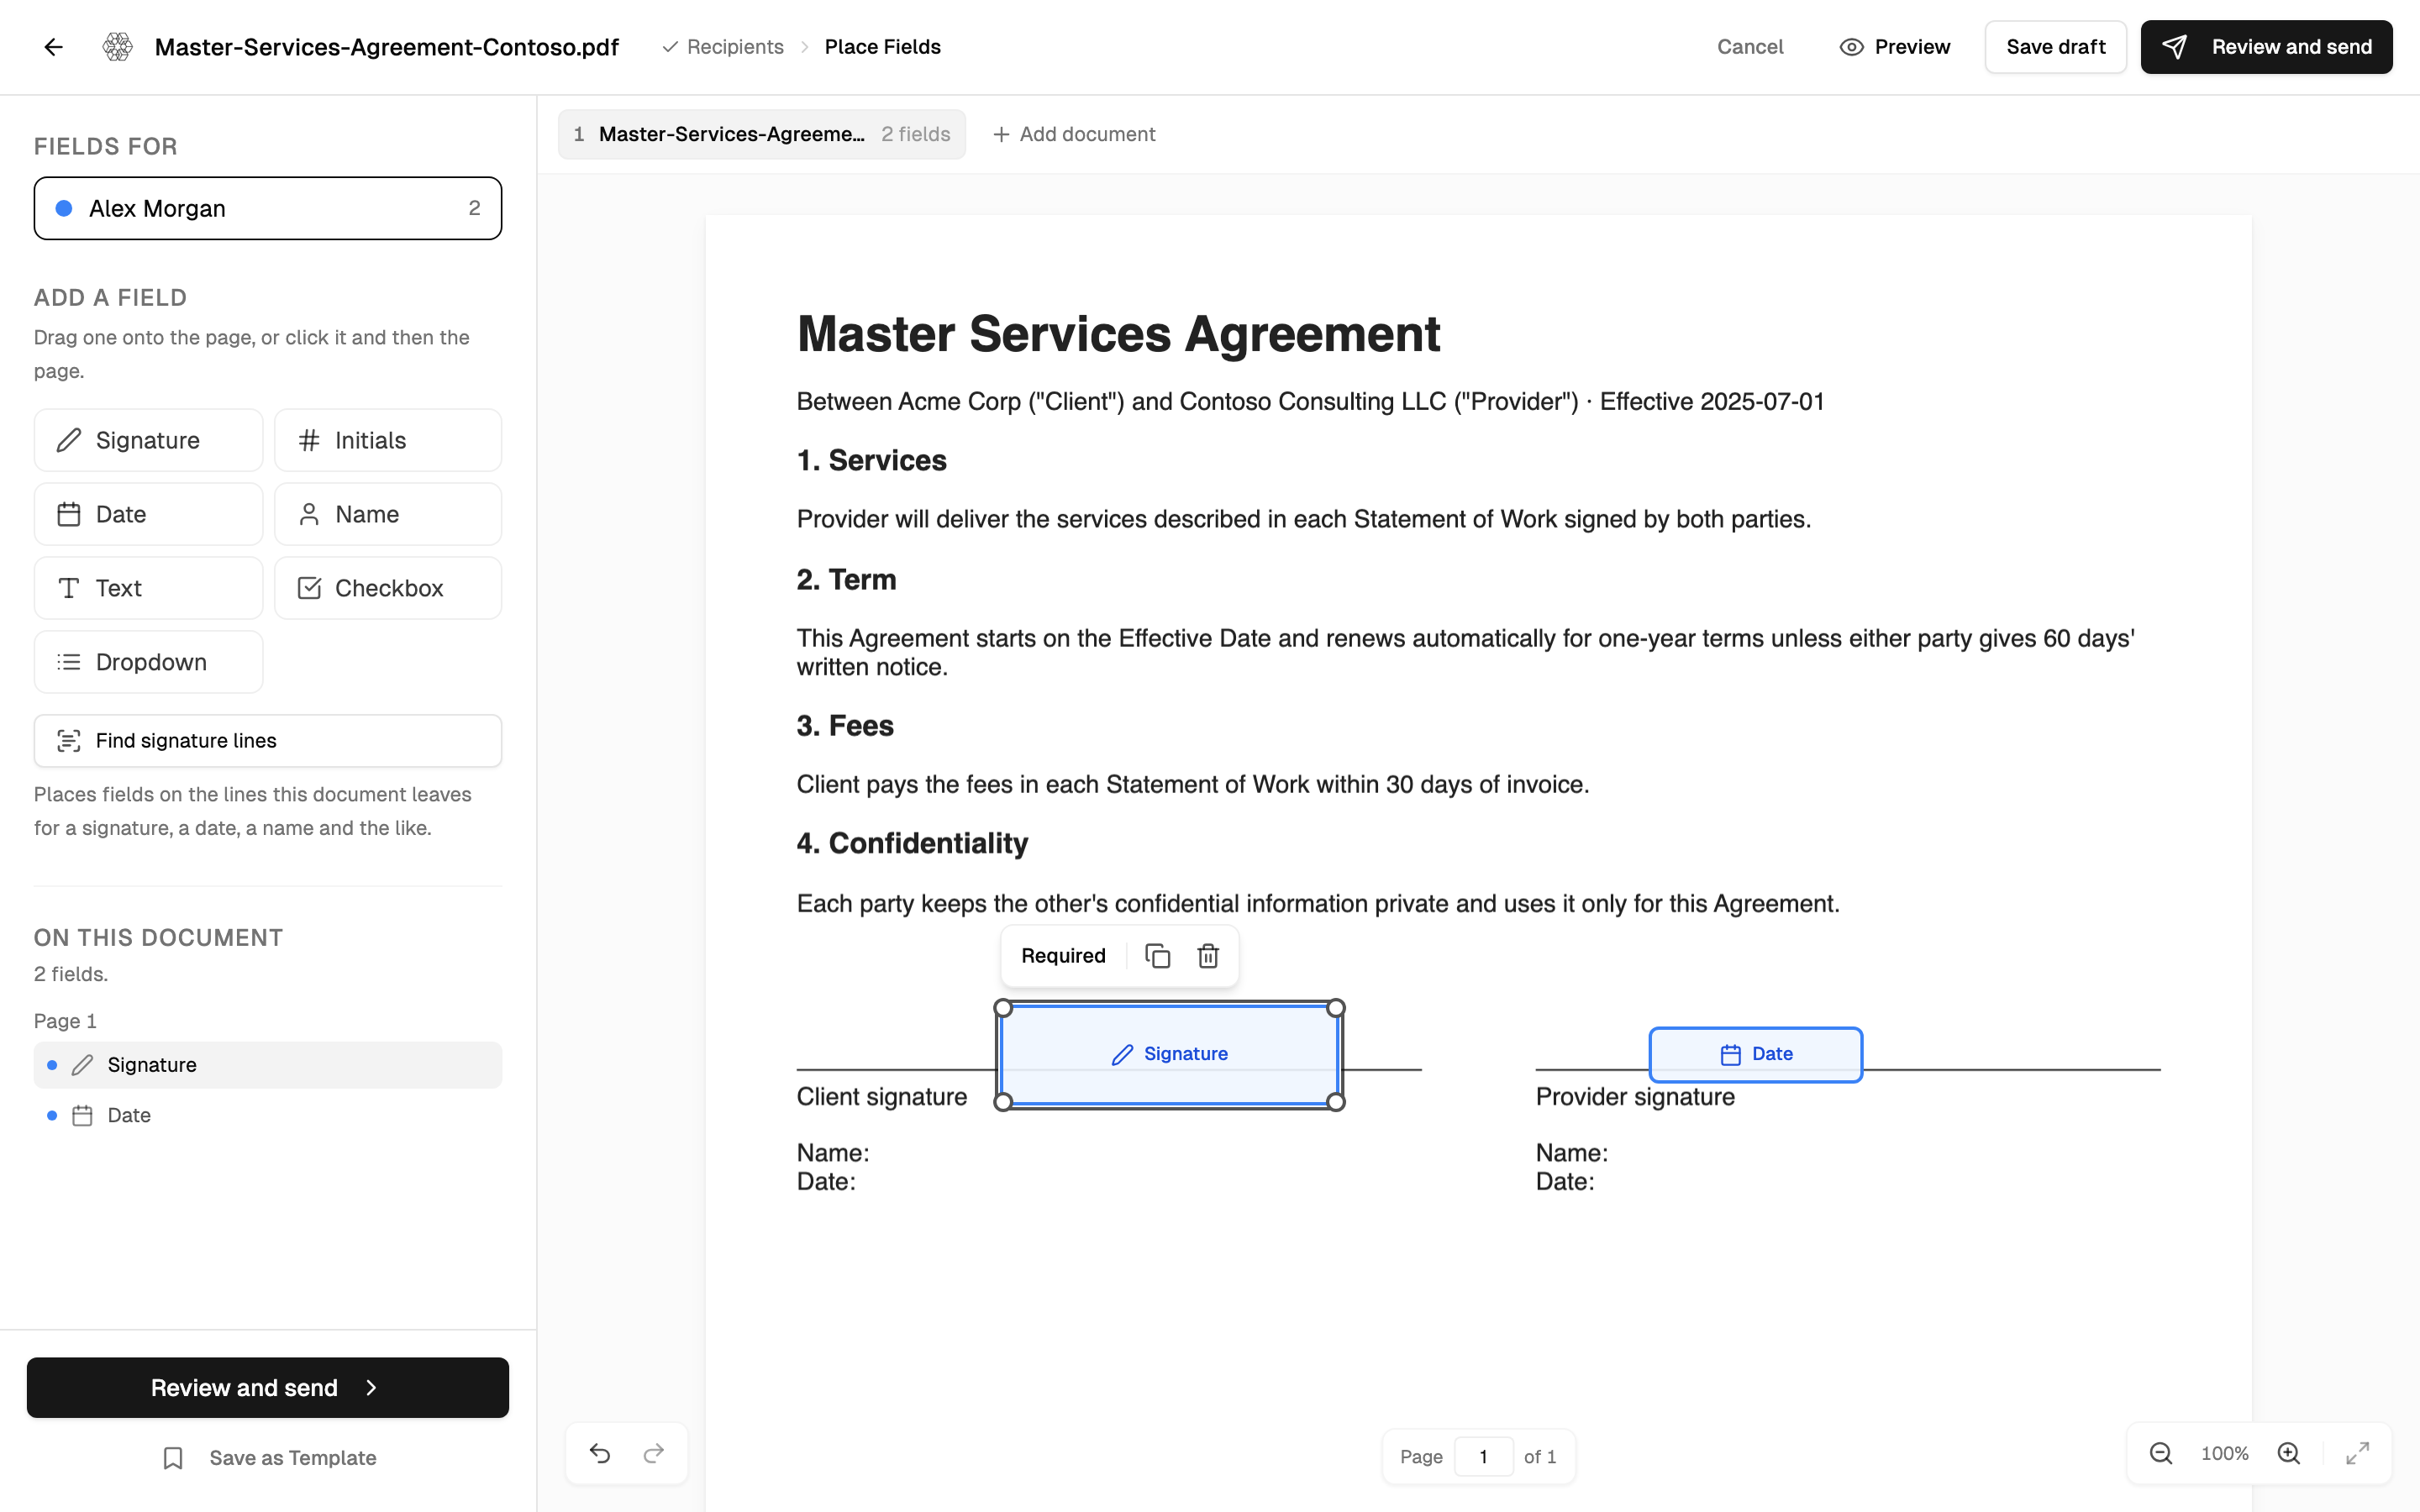 Master-Services-Agreement-Contoso.pdf
Recipients
Place Fields
Cancel
Preview
Save draft
Review and send
FIELDS FOR
Alex Morgan 2
ADD A FIELD
Drag one onto the page, or click it and then the
page.
Signature
Initials
Date
Name
Text
Checkbox
Dropdown
Find signature lines
Places fields on the lines this document leaves
for a signature, a date, a name and the like.
ON THIS DOCUMENT
2 fields.
Page 1
Signature
Date
Review and send
Save as Template
1 Master-Services-Agreeme... 2 fields
Add document
Master Services Agreement
Between Acme Corp ("Client") and Contoso Consulting LLC ("Provider") · Effective 2025-07-01
1. Services
Provider will deliver the services described in each Statement of Work signed by both parties.
2. Term
This Agreement starts on the Effective Date and renews automatically for one-year terms unless either party gives 60 days'
written notice.
3. Fees
Client pays the fees in each Statement of Work within 30 days of invoice.
4. Confidentiality
Each party keeps the other's confidential information private and uses it only for this Agreement.
Required
Signature
Client signature
Name:
Date:
Date
Provider signature
Name:
Date:
Page 1 of 1
100%